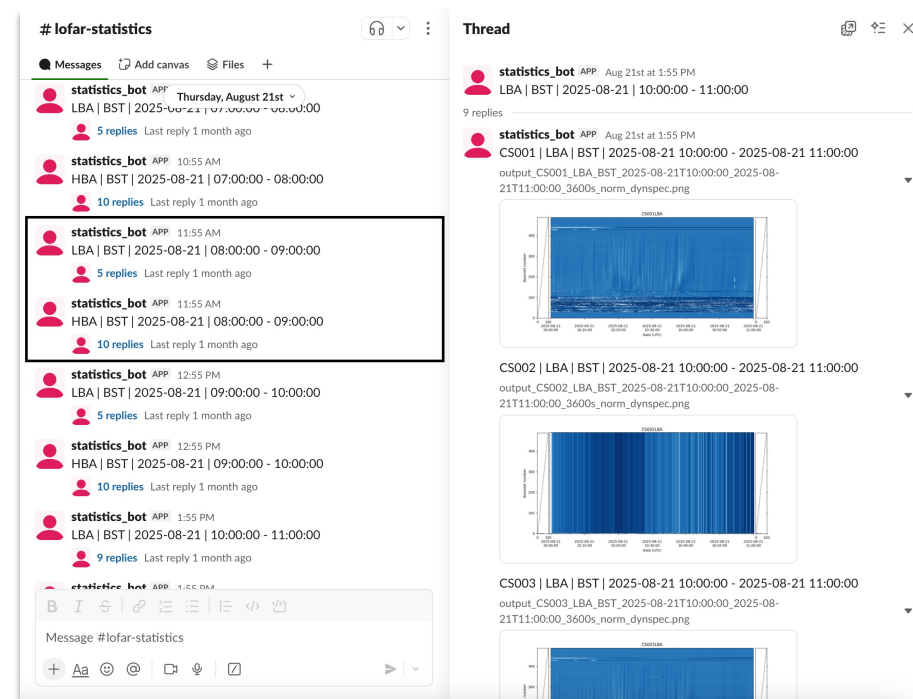 # lofar-statistics
Messages
Add canvas
Files
Thursday, August 21st
statistics_bot APP
LBA | BST | 2025-08-21 | 07:00:00 - 08:00:00
5 replies Last reply 1 month ago
statistics_bot APP 10:55 AM
HBA | BST | 2025-08-21 | 07:00:00 - 08:00:00
10 replies Last reply 1 month ago
statistics_bot APP 11:55 AM
LBA | BST | 2025-08-21 | 08:00:00 - 09:00:00
5 replies Last reply 1 month ago
statistics_bot APP 11:55 AM
HBA | BST | 2025-08-21 | 08:00:00 - 09:00:00
10 replies Last reply 1 month ago
statistics_bot APP 12:55 PM
LBA | BST | 2025-08-21 | 09:00:00 - 10:00:00
5 replies Last reply 1 month ago
statistics_bot APP 12:55 PM
HBA | BST | 2025-08-21 | 09:00:00 - 10:00:00
10 replies Last reply 1 month ago
statistics_bot APP 1:55 PM
LBA | BST | 2025-08-21 | 10:00:00 - 11:00:00
9 replies Last reply 1 month ago
statistics_bot APP 1:55 PM
Message #lofar-statistics
Thread
statistics_bot APP Aug 21st at 1:55 PM
LBA | BST | 2025-08-21 | 10:00:00 - 11:00:00
9 replies
statistics_bot APP Aug 21st at 1:55 PM
CS001 | LBA | BST | 2025-08-21 10:00:00 - 2025-08-21 11:00:00
output_CS001_LBA_BST_2025-08-21T10:00:00_2025-08-
21T11:00:00_3600s_norm_dynspec.png
CS001LBA
CS002 | LBA | BST | 2025-08-21 10:00:00 - 2025-08-21 11:00:00
output_CS002_LBA_BST_2025-08-21T10:00:00_2025-08-
21T11:00:00_3600s_norm_dynspec.png
CS003 | LBA | BST | 2025-08-21 10:00:00 - 2025-08-21 11:00:00
output_CS003_LBA_BST_2025-08-21T10:00:00_2025-08-
21T11:00:00_3600s_norm_dynspec.png